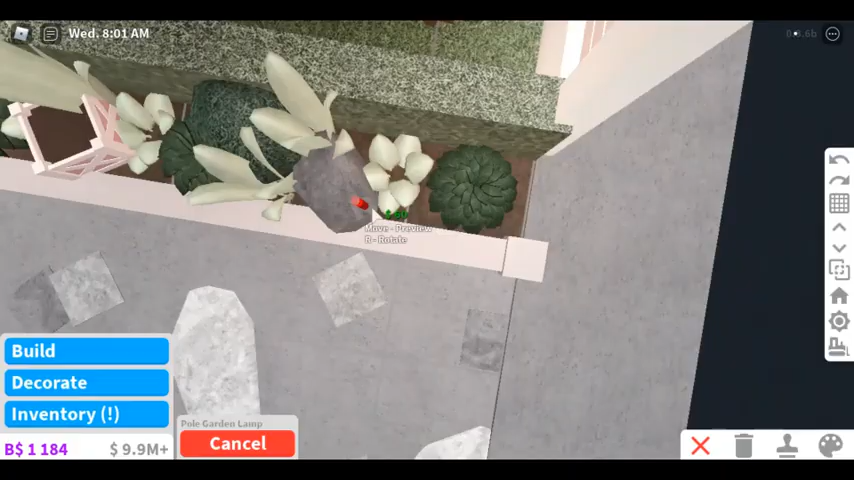 Wed. 8:01 AM
Move - Preview
R - Rotate
Build
Decorate
Inventory (!)
B$ 1 184
$ 9.9M+
Pole Garden Lamp
Cancel